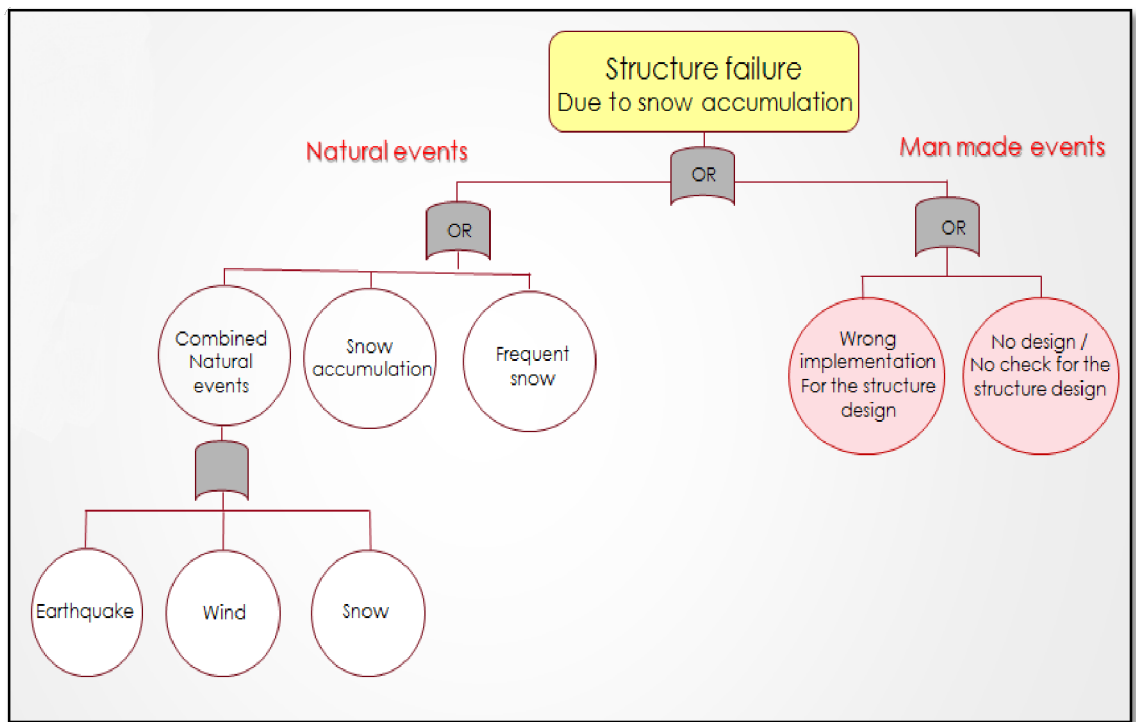 Structure failure
Due to snow accumulation
Natural events
Man made events
OR
OR
OR
Combined
Natural
events
Snow
accumulation
Frequent
snow
Wrong
implementation
For the structure
design
No design /
No check for the
structure design
Earthquake
Wind
Snow